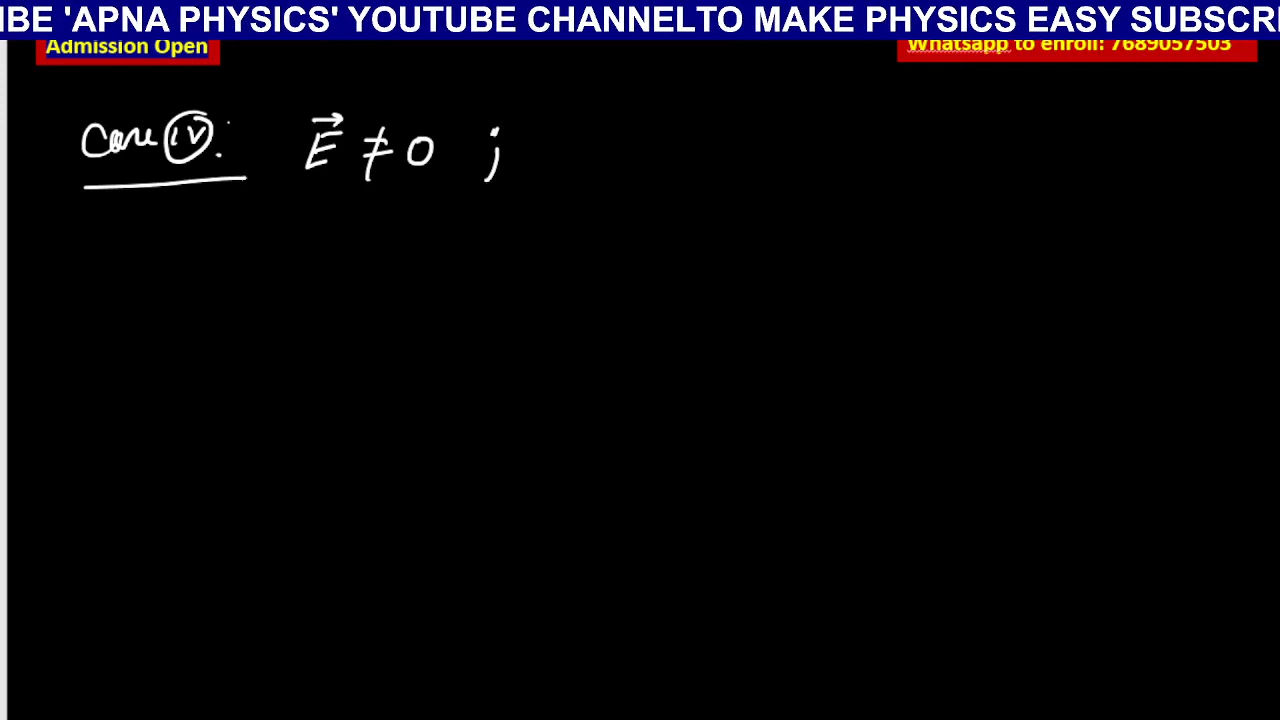 IBE 'APNA PHYSICS' YOUTUBE CHANNELTO MAKE PHYSICS EASY SUBSCRI
Admission Open
Whatsapp to enroll: 7689057503
Case (iv): E⃗ ≠ 0 ;